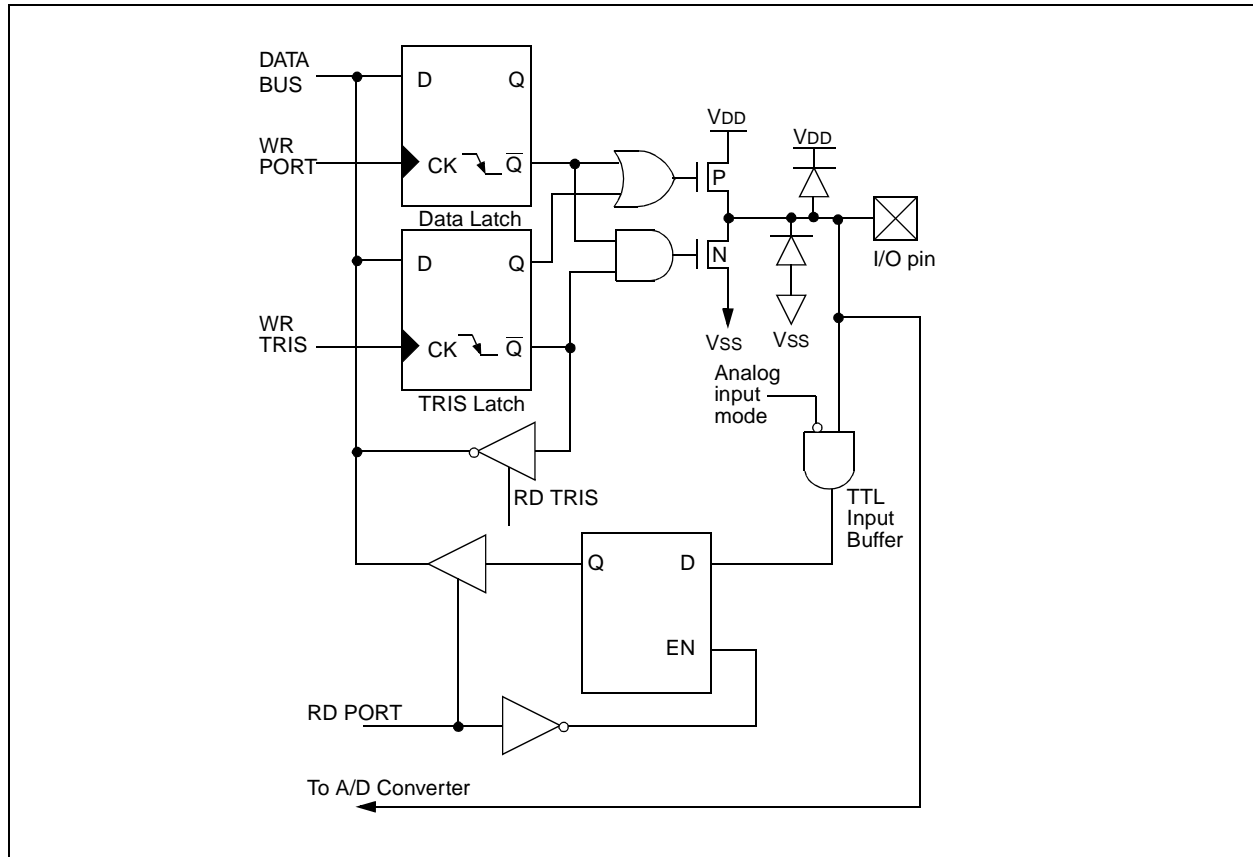 DATA
BUS
D
Q
WR
PORT
CK
Q
Data Latch
VDD
P
VDD
I/O pin
D
Q
N
WR
TRIS
CK
Q
TRIS Latch
VSS
VSS
Analog
input
mode
RD TRIS
TTL
Input
Buffer
Q
D
EN
RD PORT
To A/D Converter